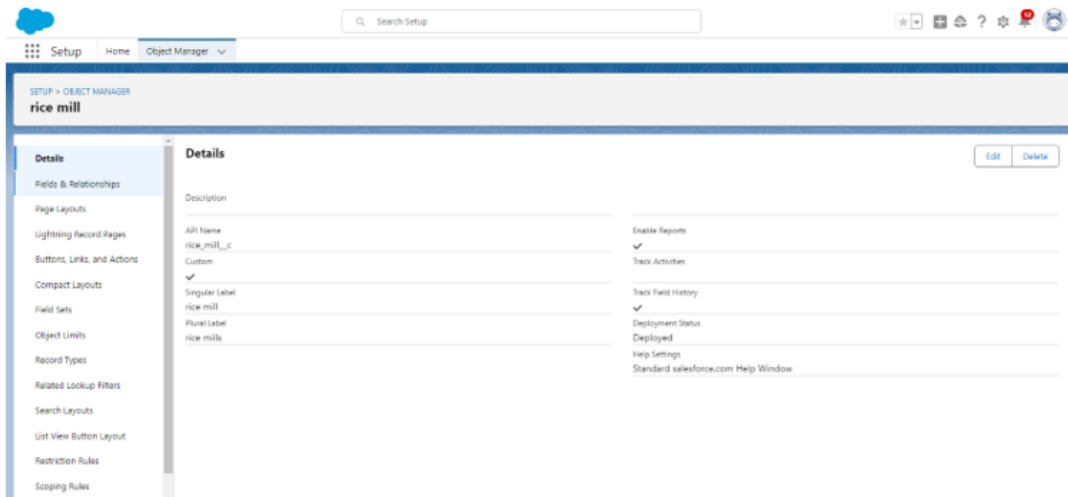 Search Setup
52
Setup
Home
Object Manager
SETUP > OBJECT MANAGER
rice mill
Details
Fields & Relationships
Page Layouts
Lightning Record Pages
Buttons, Links, and Actions
Compact Layouts
Field Sets
Object Limits
Record Types
Related Lookup Filters
Search Layouts
List View Button Layout
Restriction Rules
Scoping Rules
Details
Edit
Delete
Description
API Name
rice_mill__c
Custom
Singular Label
rice mill
Plural Label
rice mills
Enable Reports
Track Activities
Track Field History
Deployment Status
Deployed
Help Settings
Standard salesforce.com Help Window